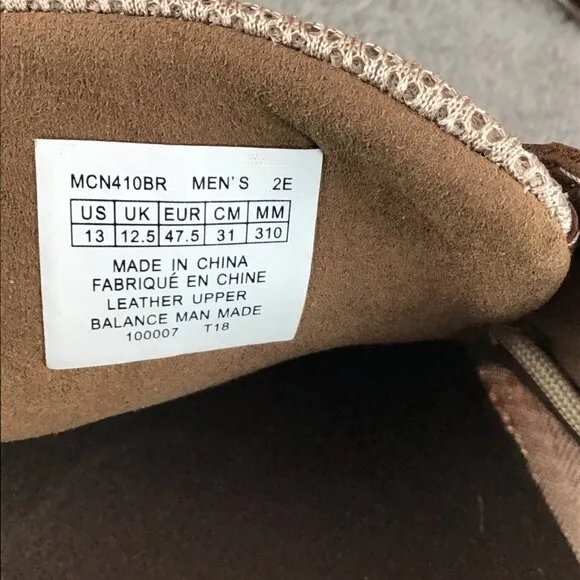 MCN410BR MEN'S 2E
US UK EUR CM MM
13 12.5 47.5 31 310
MADE IN CHINA
FABRIQUÉ EN CHINE
LEATHER UPPER
BALANCE MAN MADE
100007 T18